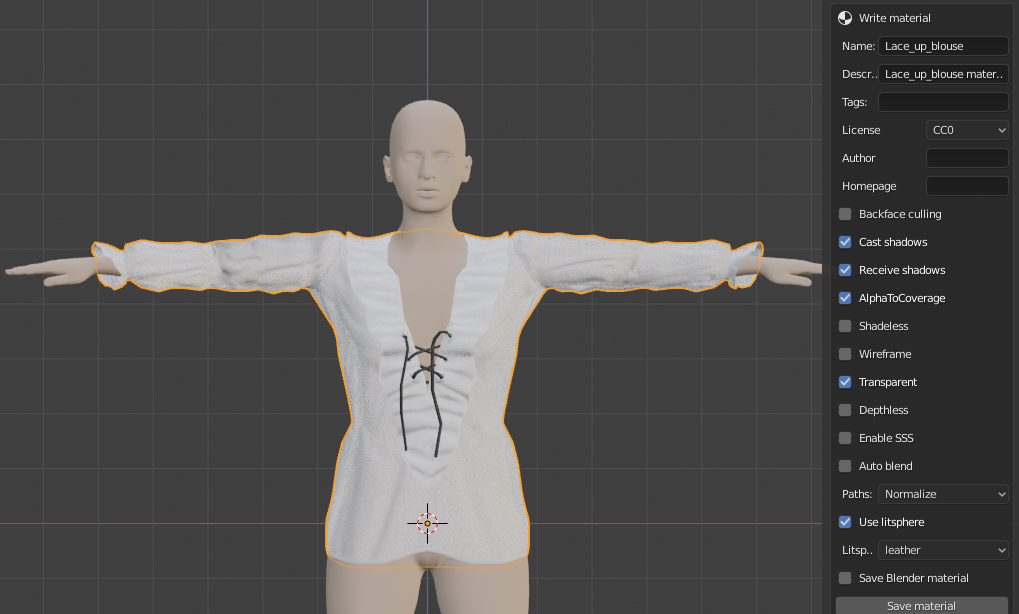 Write material
Name: Lace_up_blouse
Descr.. Lace_up_blouse mater..
Tags:
License CC0
Author
Homepage
Backface culling
Cast shadows
Receive shadows
AlphaToCoverage
Shadeless
Wireframe
Transparent
Depthless
Enable SSS
Auto blend
Paths: Normalize
Use litsphere
Litsp.. leather
Save Blender material
Save material